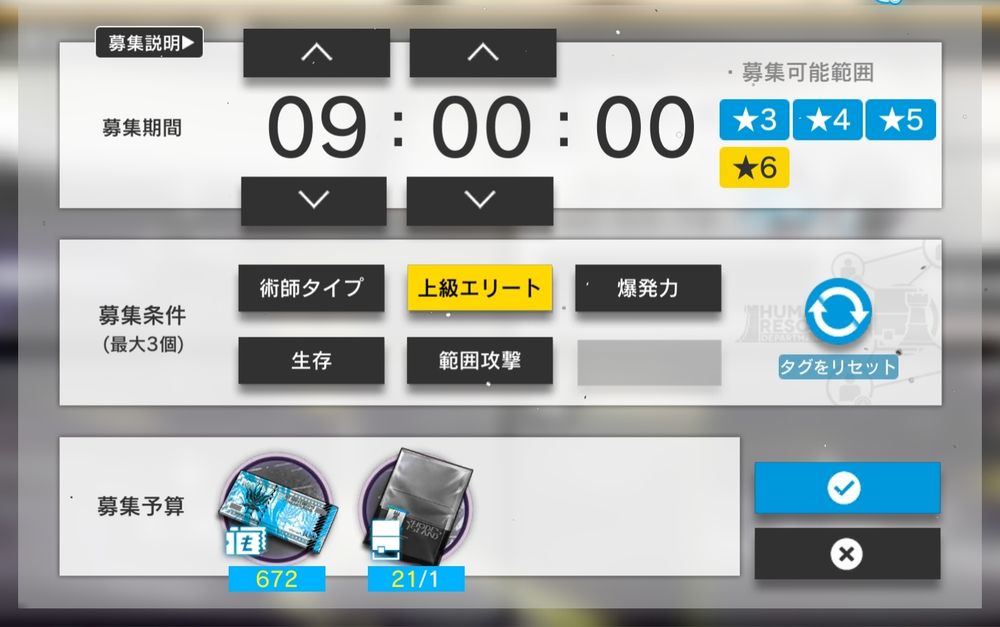 募集説明▶
募集期間
09:00:00
・募集可能範囲
★3 ★4 ★5
★6
募集条件
(最大3個)
術師タイプ 上級エリート 爆発力
生存 範囲攻撃
タグをリセット
HUM
RESO
DEPARTME
募集予算
672
21/1